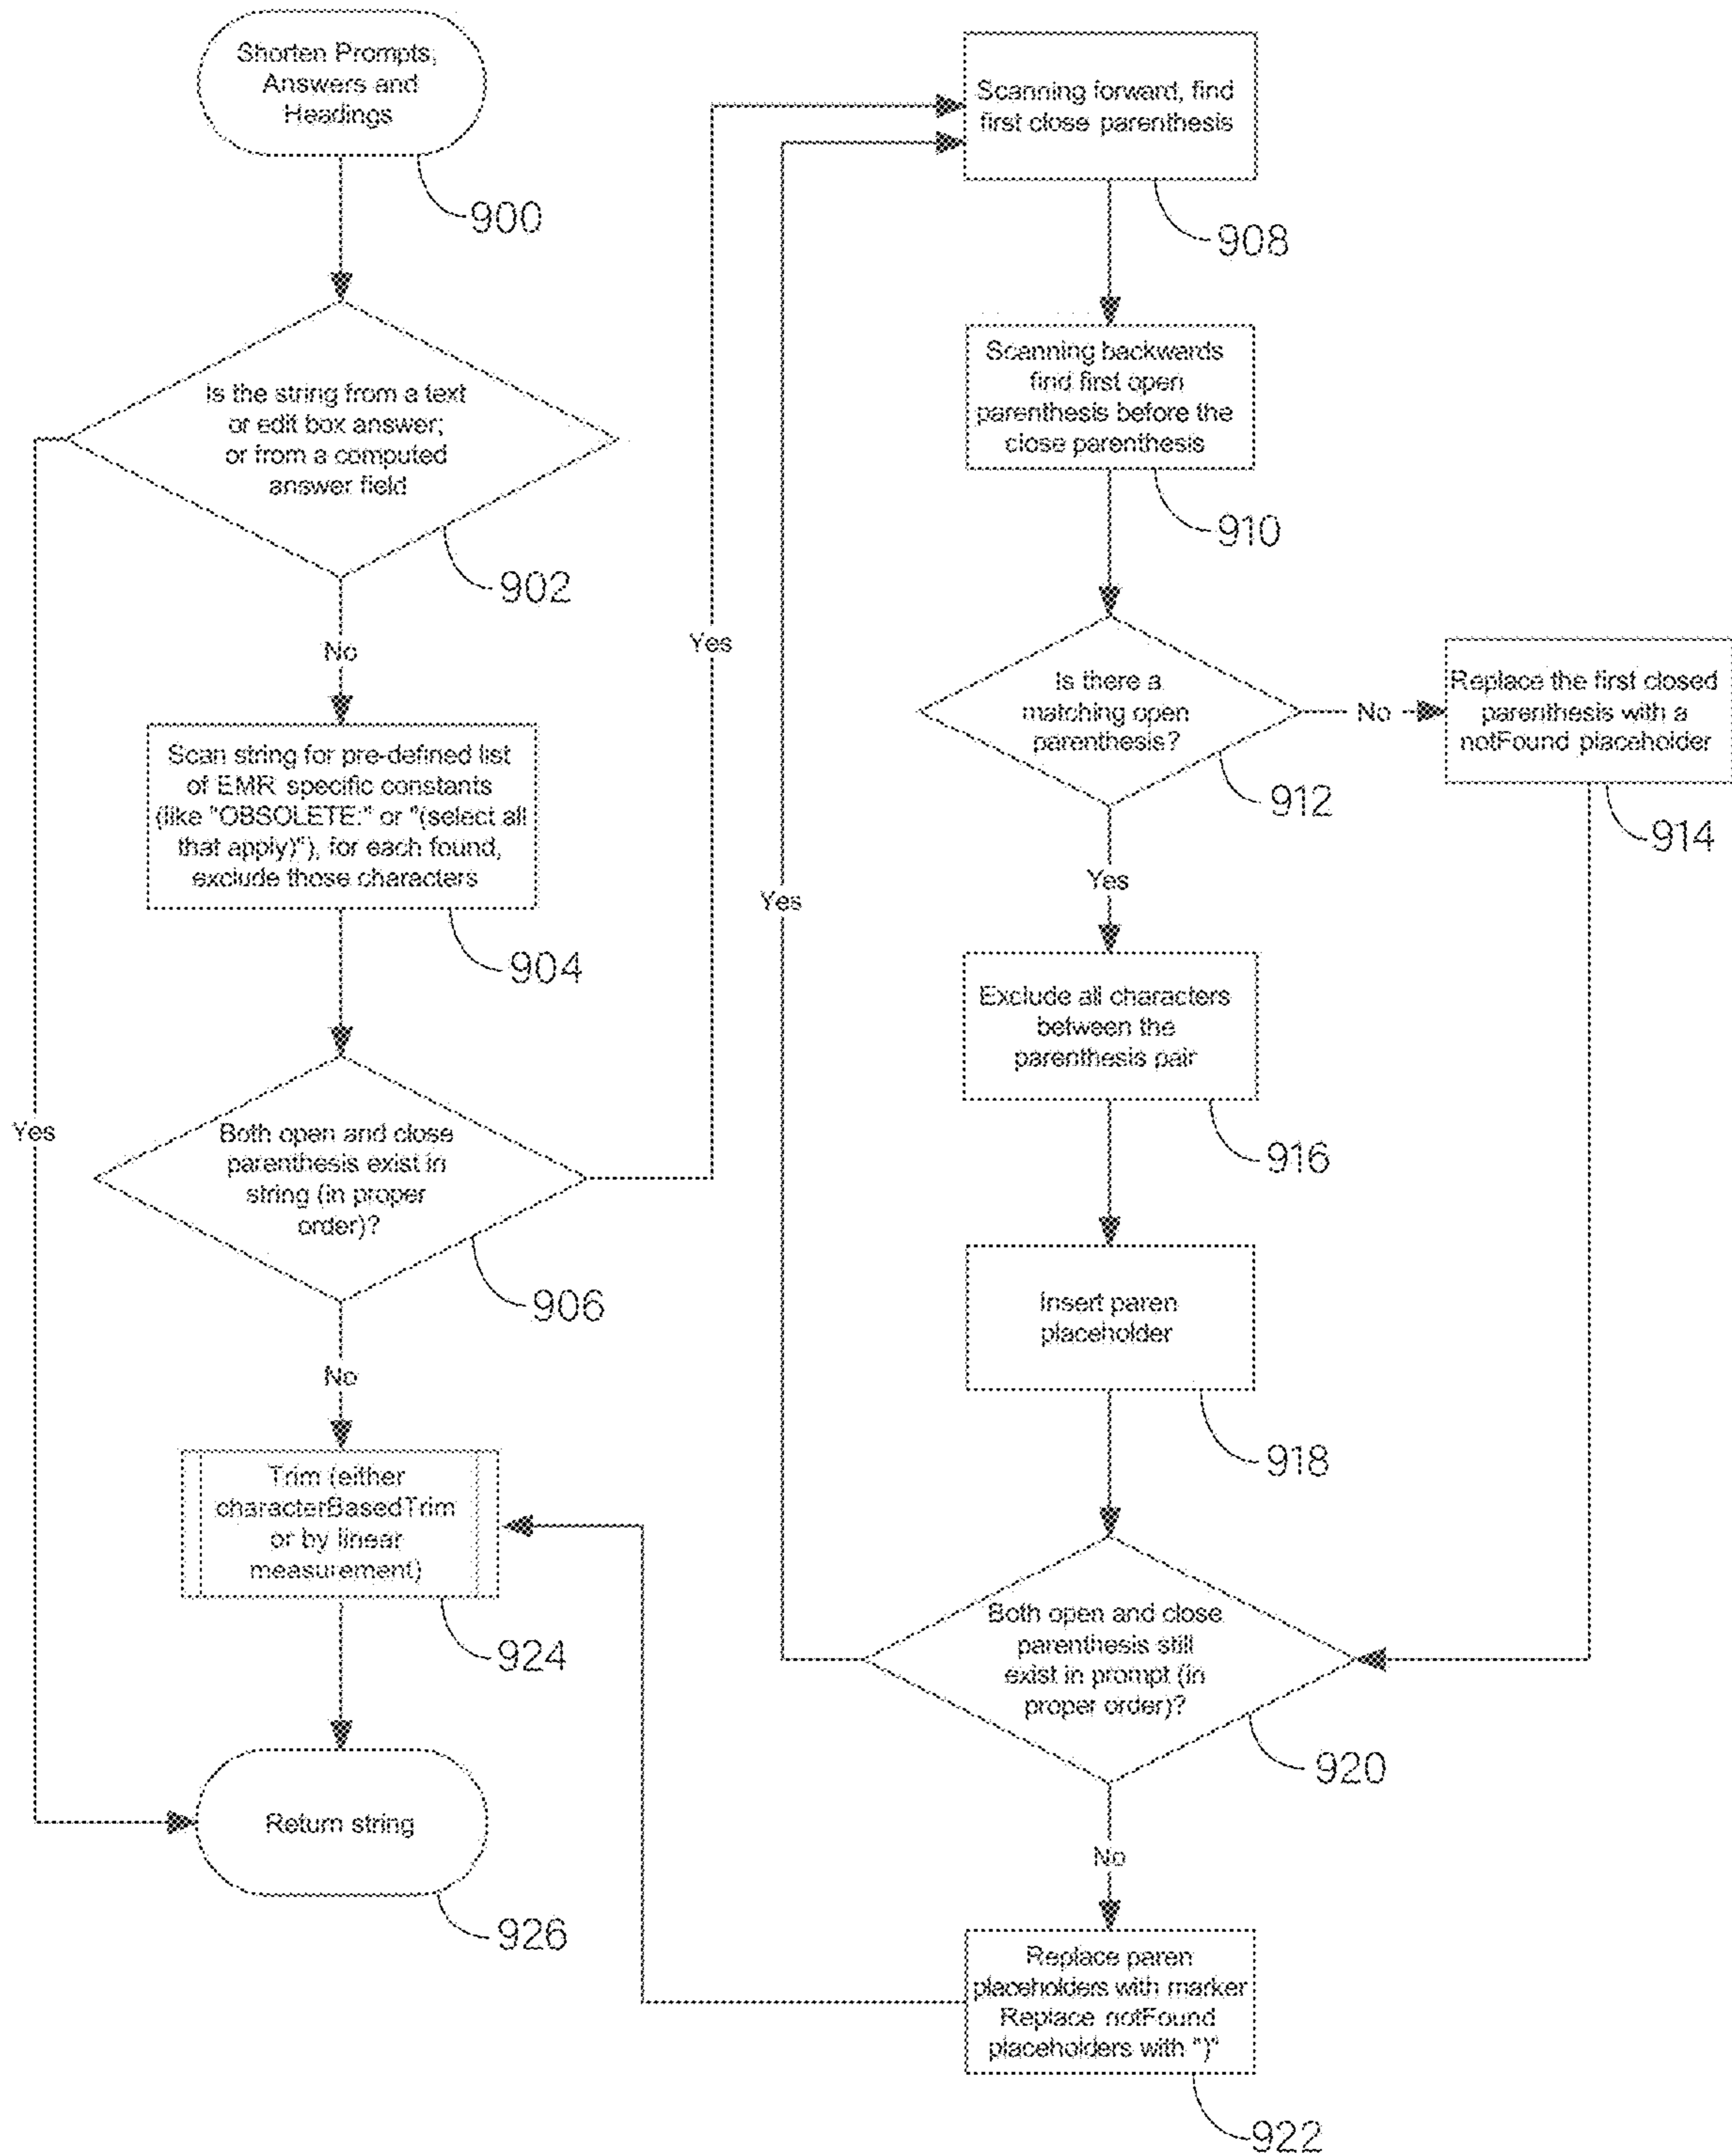 Shorten Prompts,
Answers and
Headings
900
Is the string from a text
or edit box answer;
or from a computed
answer field
902
No
Yes
Scan string for pre-defined list
of EMR specific constants
(like "OBSOLETE:" or "(select all
that apply)"), for each found,
exclude those characters
904
Both open and close
parenthesis exist in
string (in proper
order)?
906
Yes
No
Trim (either
characterBasedTrim
or by linear
measurement)
924
Return string
926
Scanning forward, find
first close parenthesis
908
Scanning backwards
find first open
parenthesis before the
close parenthesis
910
Is there a
matching open
parenthesis?
912
No
Replace the first closed
parenthesis with a
notFound placeholder
914
Yes
Exclude all characters
between the
parenthesis pair
916
Insert paren
placeholder
918
Both open and close
parenthesis still
exist in prompt (in
proper order)?
920
Yes
No
Replace paren
placeholders with marker
Replace notFound
placeholders with ")"
922